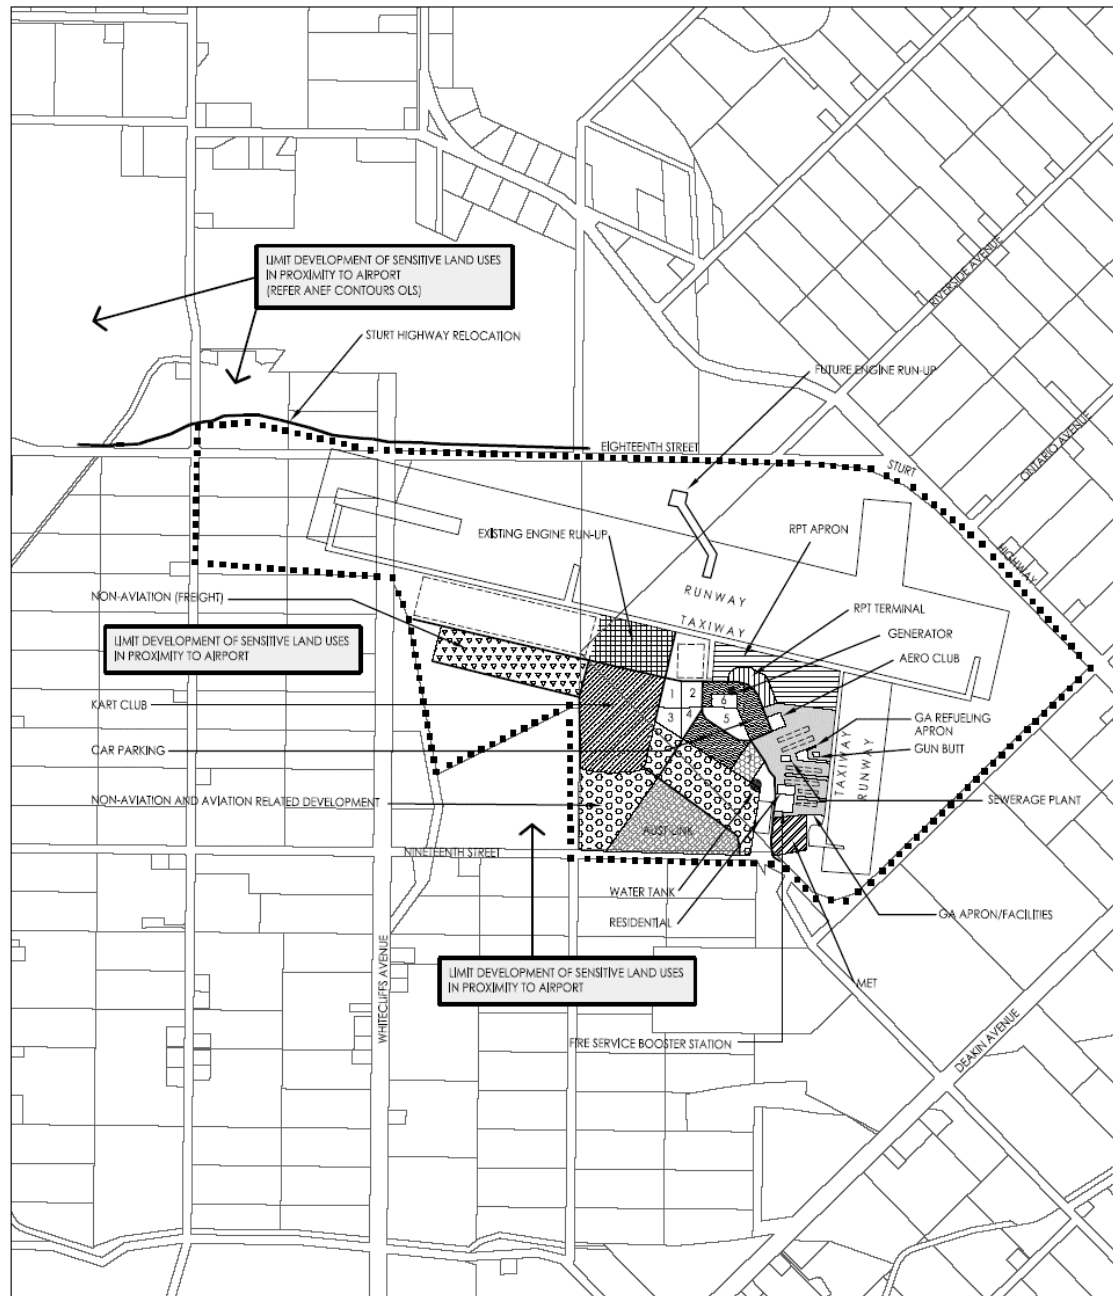 RIVERSIDE AVENUE
LIMIT DEVELOPMENT OF SENSITIVE LAND USES
IN PROXIMITY TO AIRPORT
(REFER ANEF CONTOURS OLS)
STURT HIGHWAY RELOCATION
FUTURE ENGINE RUN-UP
ONTARIO AVENUE
EIGHTEENTH STREET
STURT
HIGHWAY
EXISTING ENGINE RUN-UP
RPT APRON
RUNWAY
TAXIWAY
NON-AVIATION (FREIGHT)
RPT TERMINAL
GENERATOR
AERO CLUB
LIMIT DEVELOPMENT OF SENSITIVE LAND USES
IN PROXIMITY TO AIRPORT
1 2
6
3 4 5
KART CLUB
GA REFUELING
APRON
GUN BUTT
CAR PARKING
TAXIWAY
RUNWAY
NON-AVIATION AND AVIATION RELATED DEVELOPMENT
SEWERAGE PLANT
AUSTLINK
NINETEENTH STREET
WATER TANK
RESIDENTIAL
GA APRON/FACILITIES
WHITECLIFFS AVENUE
LIMIT DEVELOPMENT OF SENSITIVE LAND USES
IN PROXIMITY TO AIRPORT
MET
FIRE SERVICE BOOSTER STATION
DEAKIN AVENUE